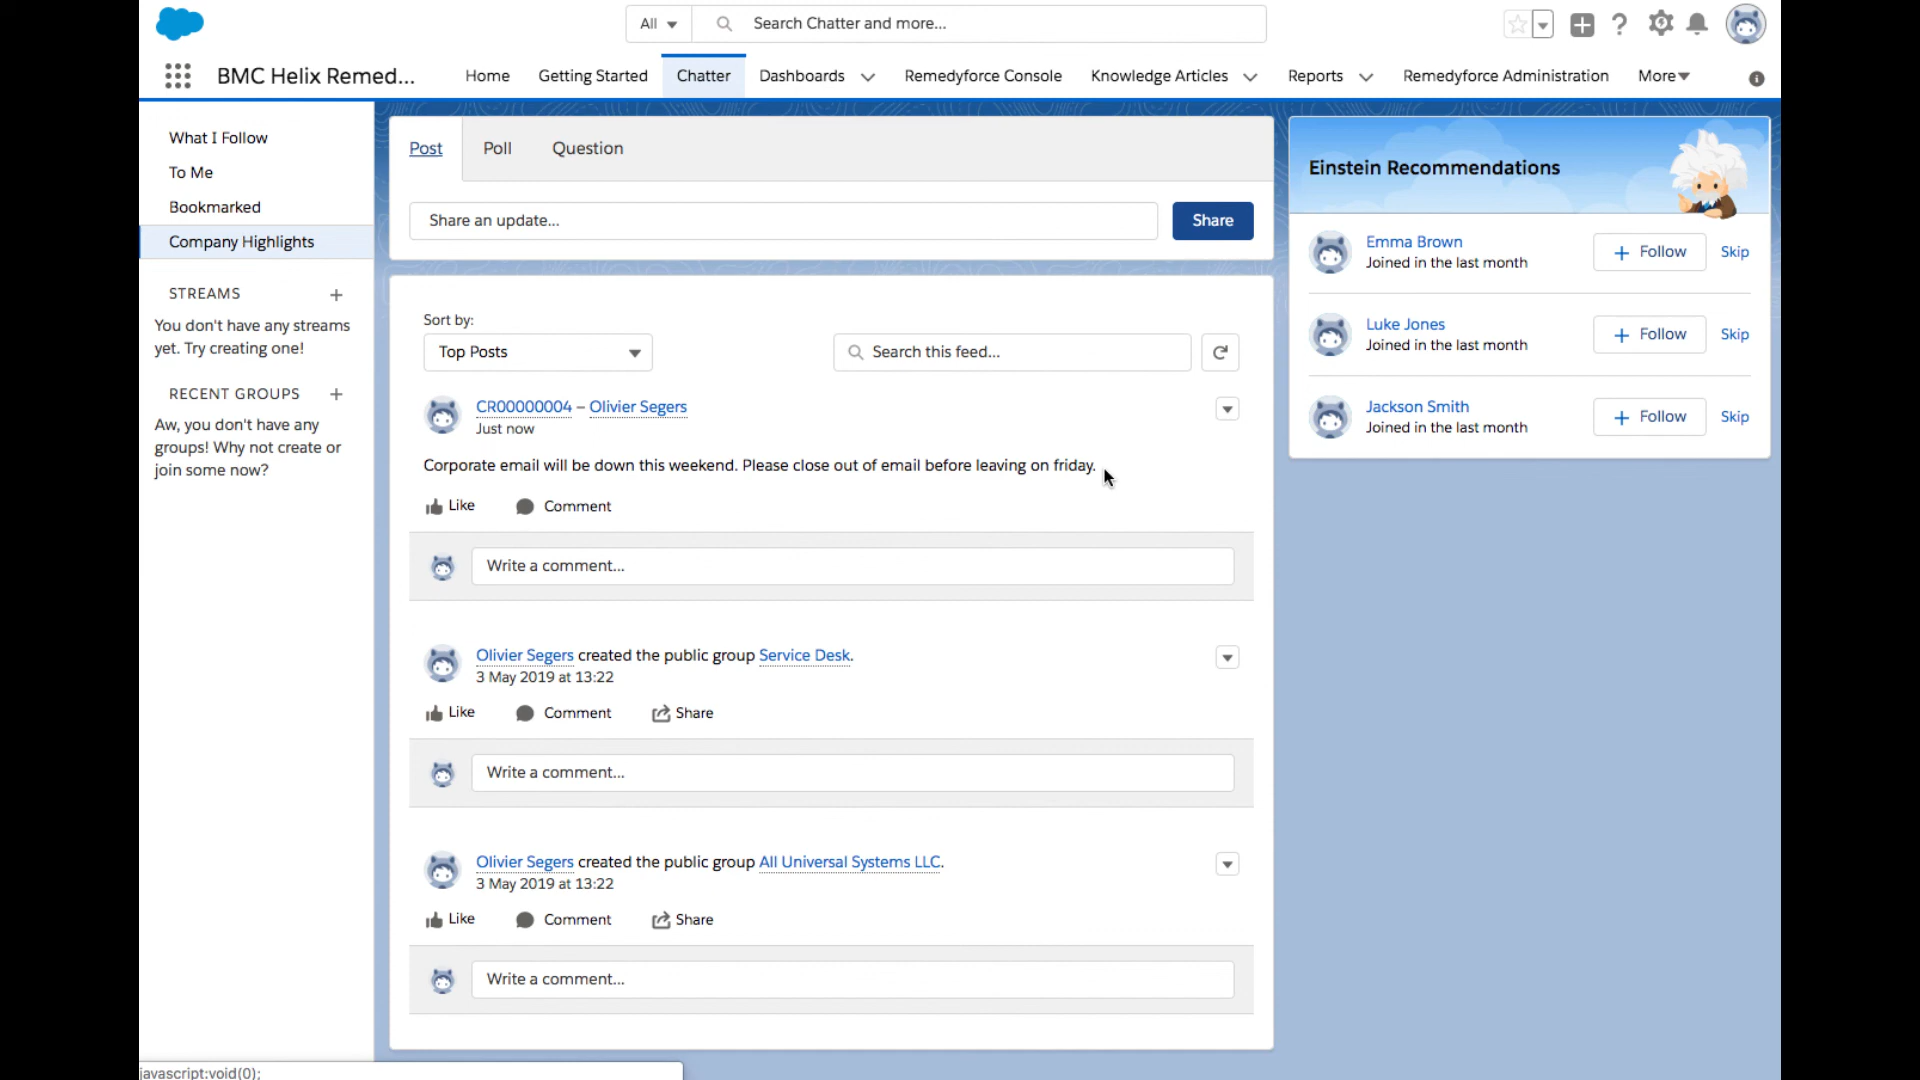 All
Search Chatter and more...
BMC Helix Remed...
Home
Getting Started
Chatter
Dashboards
Remedyforce Console
Knowledge Articles
Reports
Remedyforce Administration
More
What I Follow
To Me
Bookmarked
Company Highlights
STREAMS
You don't have any streams
yet. Try creating one!
RECENT GROUPS
Aw, you don't have any
groups! Why not create or
join some now?
Post
Poll
Question
Share an update...
Share
Sort by:
Top Posts
Search this feed...
CR00000004 – Olivier Segers
Just now
Corporate email will be down this weekend. Please close out of email before leaving on friday.
Like
Comment
Write a comment...
Olivier Segers created the public group Service Desk.
3 May 2019 at 13:22
Like
Comment
Share
Write a comment...
Olivier Segers created the public group All Universal Systems LLC.
3 May 2019 at 13:22
Like
Comment
Share
Write a comment...
Einstein Recommendations
Emma Brown
Joined in the last month
Follow
Skip
Luke Jones
Joined in the last month
Follow
Skip
Jackson Smith
Joined in the last month
Follow
Skip
javascript:void(0);